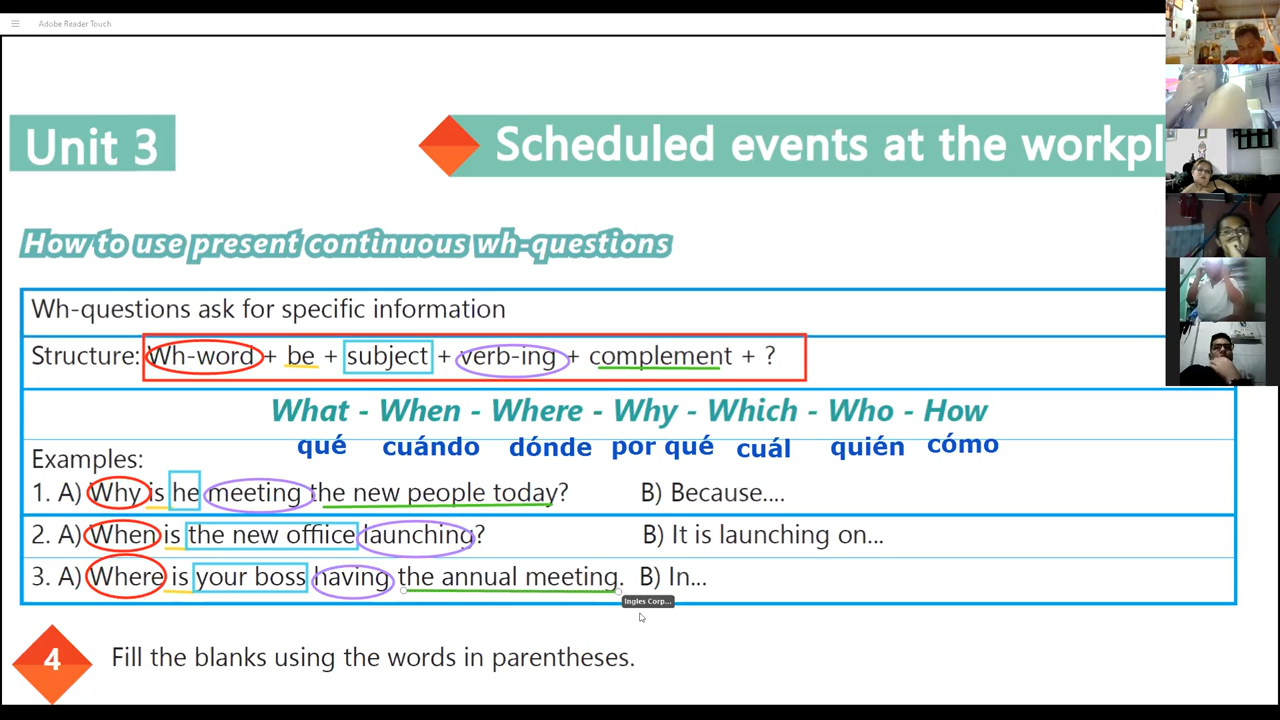 Adobe Reader Touch
Unit 3
Scheduled events at the workpl
How to use present continuous wh-questions
Wh-questions ask for specific information
Structure: Wh-word + be + subject + verb-ing + complement + ?
What - When - Where - Why - Which - Who - How
qué cuándo dónde por qué cuál quién cómo
Examples:
1. A) Why is he meeting the new people today? B) Because....
2. A) When is the new offiice launching? B) It is launching on...
3. A) Where is your boss having the annual meeting. B) In...
Ingles Corp...
4 Fill the blanks using the words in parentheses.